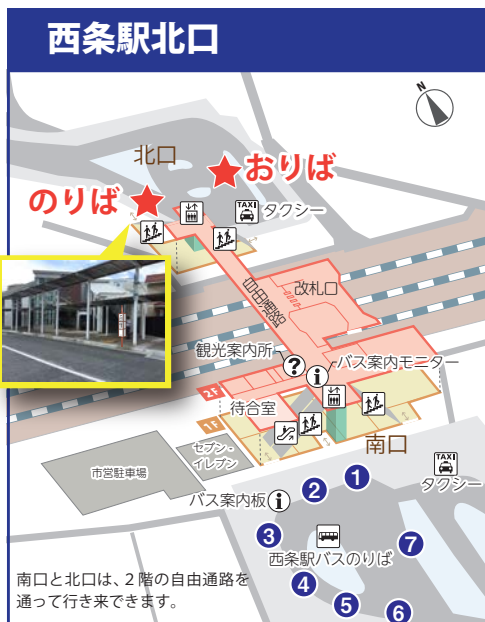 西条駅北口
N
北口
おりば
のりば
TAXI
タクシー
改札口
自由通路
観光案内所
?
i
バス案内モニター
2F
待合室
1F
南口
セブン-
イレブン
市営駐車場
TAXI
タクシー
バス案内板
i
1
2
3
西条駅バスのりば
7
4
5
6
南口と北口は、2階の自由通路を
通って行き来できます。